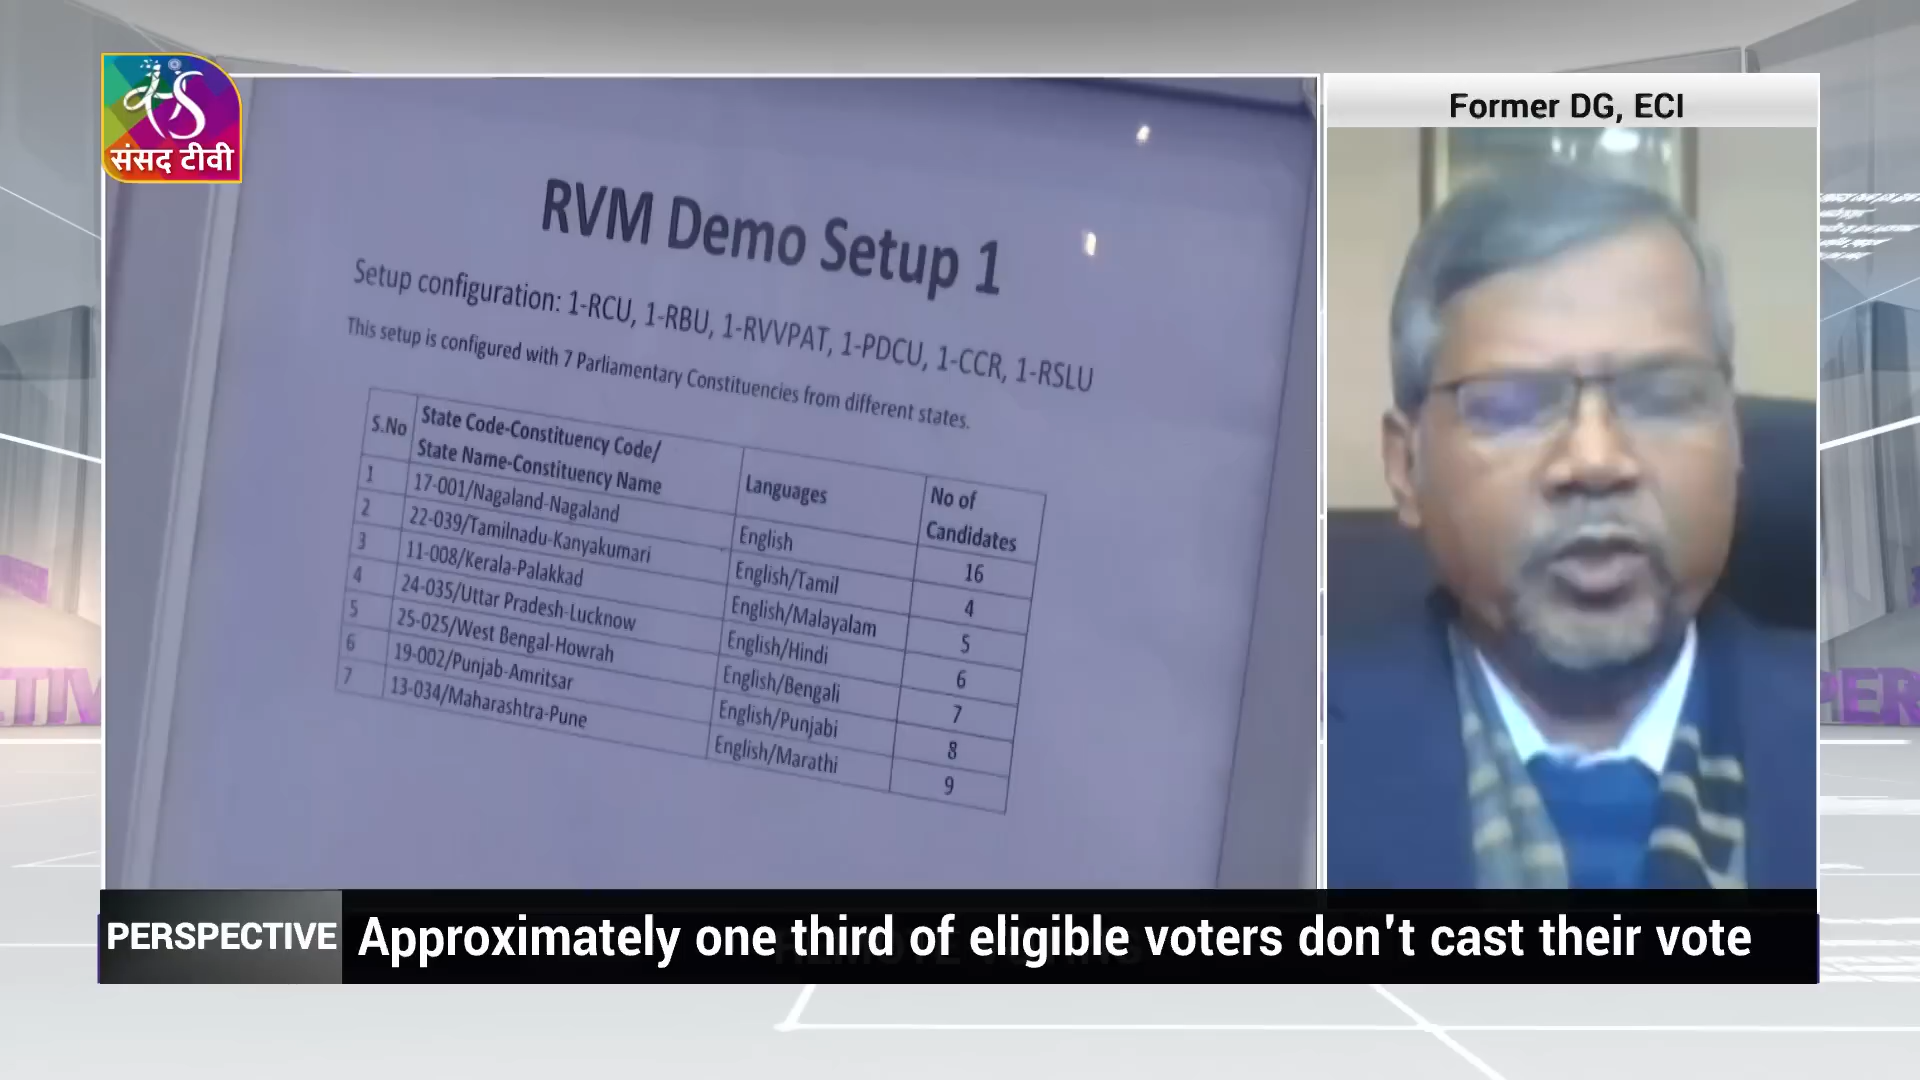 संसद टीवी
RVM Demo Setup 1
Setup configuration: 1-RCU, 1-RBU, 1-RVVPAT, 1-PDCU, 1-CCR, 1-RSLU
This setup is configured with 7 Parliamentary Constituencies from different states.
S.No State Code-Constituency Code/ State Name-Constituency Name Languages No of Candidates
1 17-001/Nagaland-Nagaland English 16
2 22-039/Tamilnadu-Kanyakumari English/Tamil 4
3 11-008/Kerala-Palakkad English/Malayalam 5
4 24-035/Uttar Pradesh-Lucknow English/Hindi 6
5 25-025/West Bengal-Howrah English/Bengali 7
6 19-002/Punjab-Amritsar English/Punjabi 8
7 13-034/Maharashtra-Pune English/Marathi 9
Former DG, ECI
PERSPECTIVE Approximately one third of eligible voters don't cast their vote